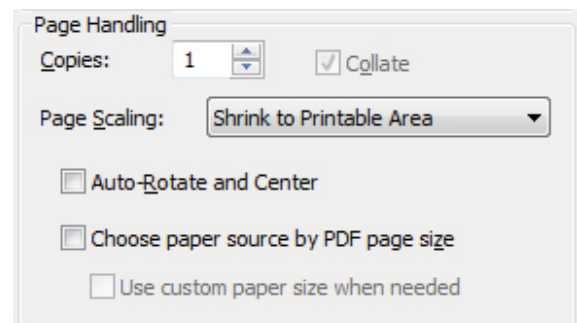 Page Handling
Copies: 1 Collate
Page Scaling: Shrink to Printable Area
Auto-Rotate and Center
Choose paper source by PDF page size
Use custom paper size when needed